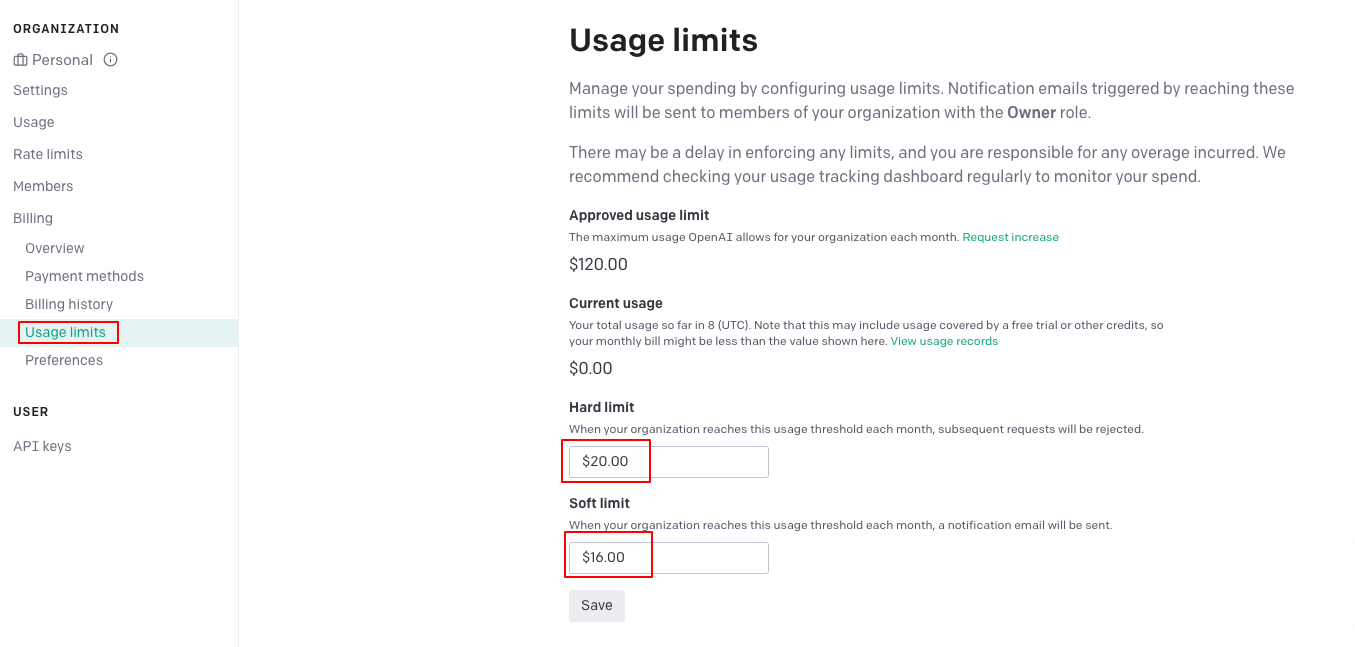 ORGANIZATION
Personal
Settings
Usage
Rate limits
Members
Billing
Overview
Payment methods
Billing history
Usage limits
Preferences
USER
API keys
Usage limits
Manage your spending by configuring usage limits. Notification emails triggered by reaching these
limits will be sent to members of your organization with the Owner role.
There may be a delay in enforcing any limits, and you are responsible for any overage incurred. We
recommend checking your usage tracking dashboard regularly to monitor your spend.
Approved usage limit
The maximum usage OpenAI allows for your organization each month. Request increase
$120.00
Current usage
Your total usage so far in 8 (UTC). Note that this may include usage covered by a free trial or other credits, so
your monthly bill might be less than the value shown here. View usage records
$0.00
Hard limit
When your organization reaches this usage threshold each month, subsequent requests will be rejected.
$20.00
Soft limit
When your organization reaches this usage threshold each month, a notification email will be sent.
$16.00
Save